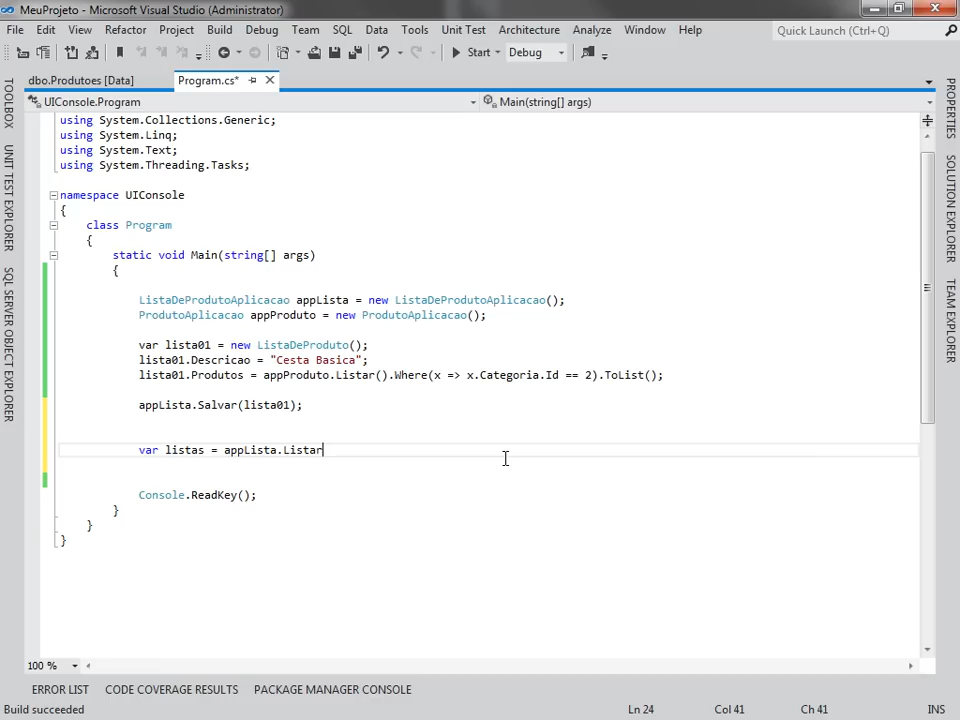 MeuProjeto - Microsoft Visual Studio (Administrator)
File Edit View Refactor Project Build Debug Team SQL Data Tools Unit Test Architecture Analyze Window Help Quick Launch (Ctrl+Q)
Start Debug
dbo.Produtoes [Data] Program.cs*
UIConsole.Program Main(string[] args)
using System.Collections.Generic;
using System.Linq;
using System.Text;
using System.Threading.Tasks;
namespace UIConsole
{
class Program
{
static void Main(string[] args)
{
ListaDeProdutoAplicacao appLista = new ListaDeProdutoAplicacao();
ProdutoAplicacao appProduto = new ProdutoAplicacao();
var lista01 = new ListaDeProduto();
lista01.Descricao = "Cesta Basica";
lista01.Produtos = appProduto.Listar().Where(x => x.Categoria.Id == 2).ToList();
appLista.Salvar(lista01);
var listas = appLista.Listar
Console.ReadKey();
}
}
}
TOOLBOX
UNIT TEST EXPLORER
SQL SERVER OBJECT EXPLORER
PROPERTIES
SOLUTION EXPLORER
TEAM EXPLORER
100 %
ERROR LIST CODE COVERAGE RESULTS PACKAGE MANAGER CONSOLE
Build succeeded Ln 24 Col 41 Ch 41 INS